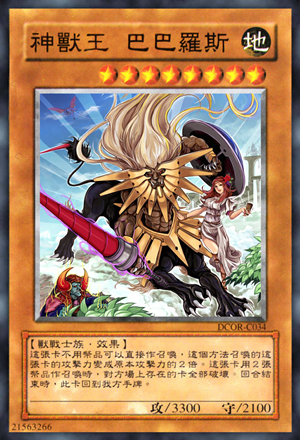 神獸王 巴巴羅斯
地
DCOR-C034
【獸戰士族・效果】
這張卡不用祭品可以直接作召喚，這個方法召喚的這
張卡的攻擊力變成原本攻擊力的２倍。這張卡用２張
祭品作召喚時，對方場上存在的卡全部破壞。回合結
束時，此卡回到我方手牌。
攻/3300 守/2100
21563266